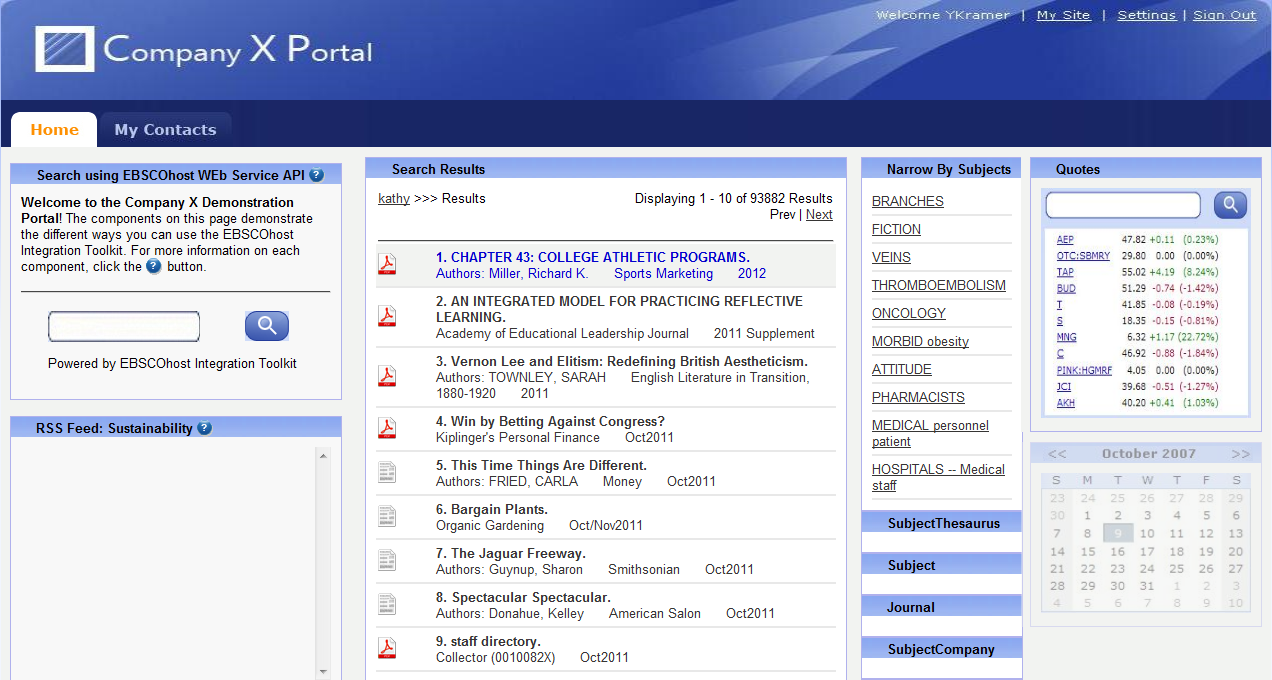 Welcome YKramer | My Site | Settings | Sign Out
Company X Portal
Home
My Contacts
Search using EBSCOhost WEb Service API ?
Welcome to the Company X Demonstration
Portal! The components on this page demonstrate
the different ways you can use the EBSCOhost
Integration Toolkit. For more information on each
component, click the ? button.
Powered by EBSCOhost Integration Toolkit
RSS Feed: Sustainability ?
Search Results
kathy >>> Results
Displaying 1 - 10 of 93882 Results
Prev | Next
1. CHAPTER 43: COLLEGE ATHLETIC PROGRAMS.
Authors: Miller, Richard K. Sports Marketing 2012
2. AN INTEGRATED MODEL FOR PRACTICING REFLECTIVE
LEARNING.
Academy of Educational Leadership Journal 2011 Supplement
3. Vernon Lee and Elitism: Redefining British Aestheticism.
Authors: TOWNLEY, SARAH English Literature in Transition,
1880-1920 2011
4. Win by Betting Against Congress?
Kiplinger's Personal Finance Oct2011
5. This Time Things Are Different.
Authors: FRIED, CARLA Money Oct2011
6. Bargain Plants.
Organic Gardening Oct/Nov2011
7. The Jaguar Freeway.
Authors: Guynup, Sharon Smithsonian Oct2011
8. Spectacular Spectacular.
Authors: Donahue, Kelley American Salon Oct2011
9. staff directory.
Collector (0010082X) Oct2011
Narrow By Subjects
BRANCHES
FICTION
VEINS
THROMBOEMBOLISM
ONCOLOGY
MORBID obesity
ATTITUDE
PHARMACISTS
MEDICAL personnel
patient
HOSPITALS -- Medical
staff
SubjectThesaurus
Subject
Journal
SubjectCompany
Quotes
AEP 47.82 +0.11 (0.23%)
OTC:SBMRY 29.80 0.00 (0.00%)
TAP 55.02 +4.19 (8.24%)
BUD 51.29 -0.74 (-1.42%)
T 41.85 -0.08 (-0.19%)
S 18.35 -0.15 (-0.81%)
MNG 6.32 +1.17 (22.72%)
C 46.92 -0.88 (-1.84%)
PINK:HGMRF 4.05 0.00 (0.00%)
JCI 39.68 -0.51 (-1.27%)
AKH 40.20 +0.41 (1.03%)
<< October 2007 >>
S M T W T F S
23 24 25 26 27 28 29
30 1 2 3 4 5 6
7 8 9 10 11 12 13
14 15 16 17 18 19 20
21 22 23 24 25 26 27
28 29 30 31 1 2 3
4 5 6 7 8 9 10